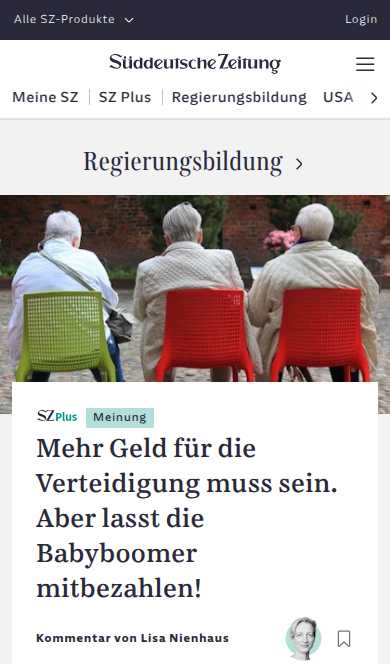 Alle SZ-Produkte
Login
Süddeutsche Zeitung
Meine SZ
SZ Plus
Regierungsbildung
USA
Regierungsbildung
SZ Plus Meinung
Mehr Geld für die
Verteidigung muss sein.
Aber lasst die
Babyboomer
mitbezahlen!
Kommentar von Lisa Nienhaus